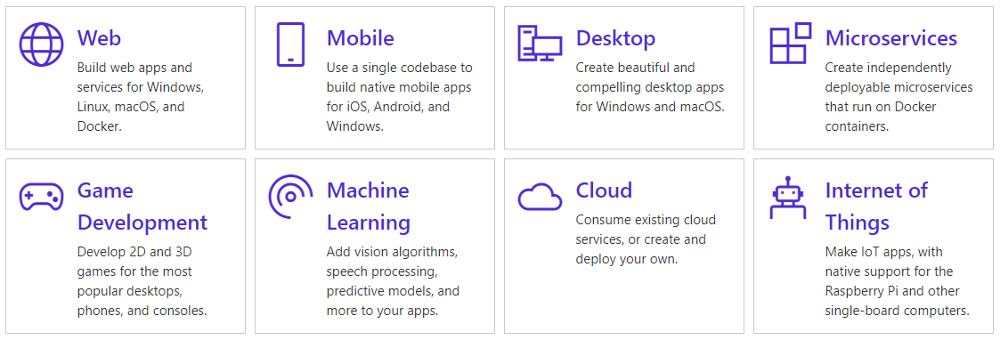 Web
Build web apps and
services for Windows,
Linux, macOS, and
Docker.
Mobile
Use a single codebase to
build native mobile apps
for iOS, Android, and
Windows.
Desktop
Create beautiful and
compelling desktop apps
for Windows and macOS.
Microservices
Create independently
deployable microservices
that run on Docker
containers.
Game
Development
Develop 2D and 3D
games for the most
popular desktops,
phones, and consoles.
Machine
Learning
Add vision algorithms,
speech processing,
predictive models, and
more to your apps.
Cloud
Consume existing cloud
services, or create and
deploy your own.
Internet of
Things
Make IoT apps, with
native support for the
Raspberry Pi and other
single-board computers.